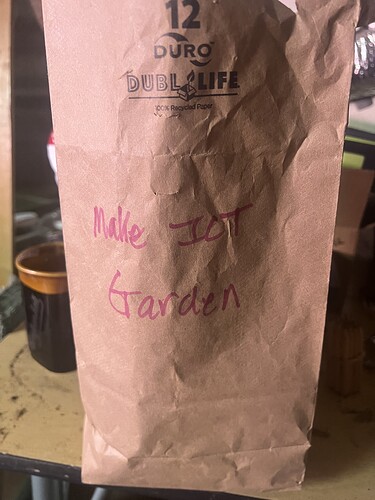 12
DURO
DUBL LIFE
100% Recycled Paper
Make IOT
Garden